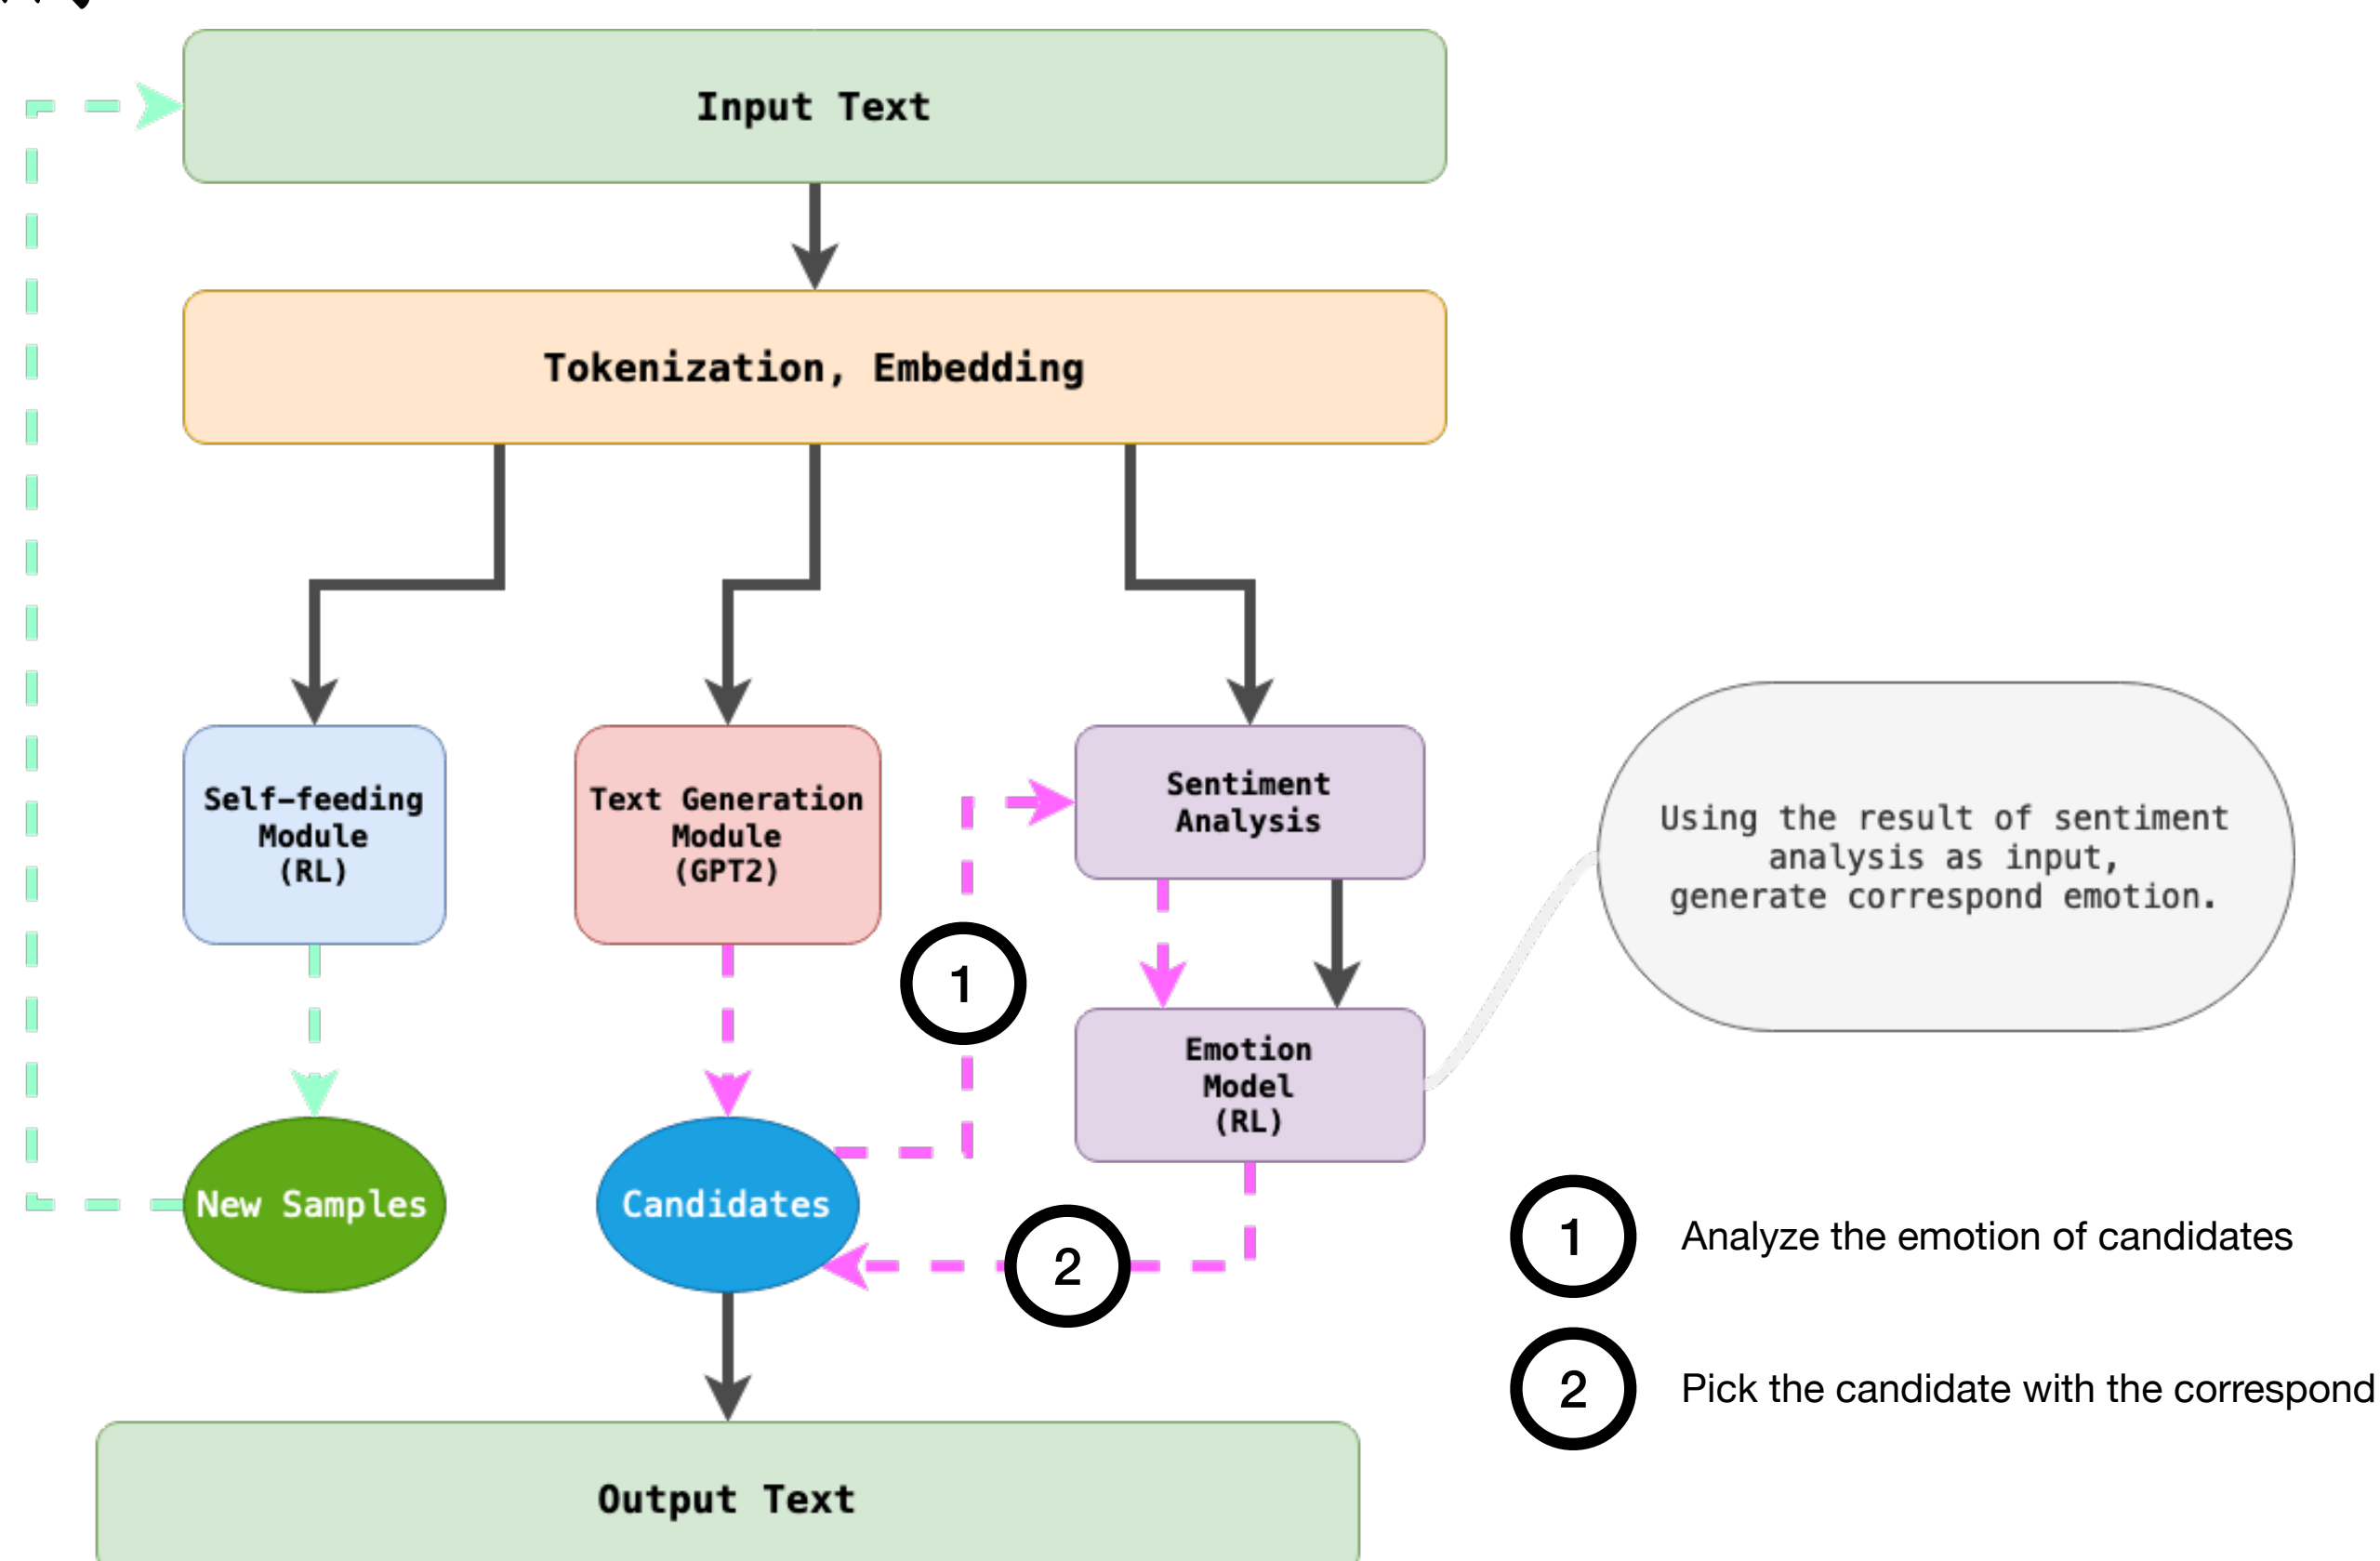 Input Text
Tokenization, Embedding
Self-feeding
Module
(RL)
Text Generation
Module
(GPT2)
Sentiment
Analysis
Using the result of sentiment
analysis as input,
generate correspond emotion.
1
Emotion
Model
(RL)
New Samples
Candidates
2
1
Analyze the emotion of candidates
2
Pick the candidate with the correspond
Output Text